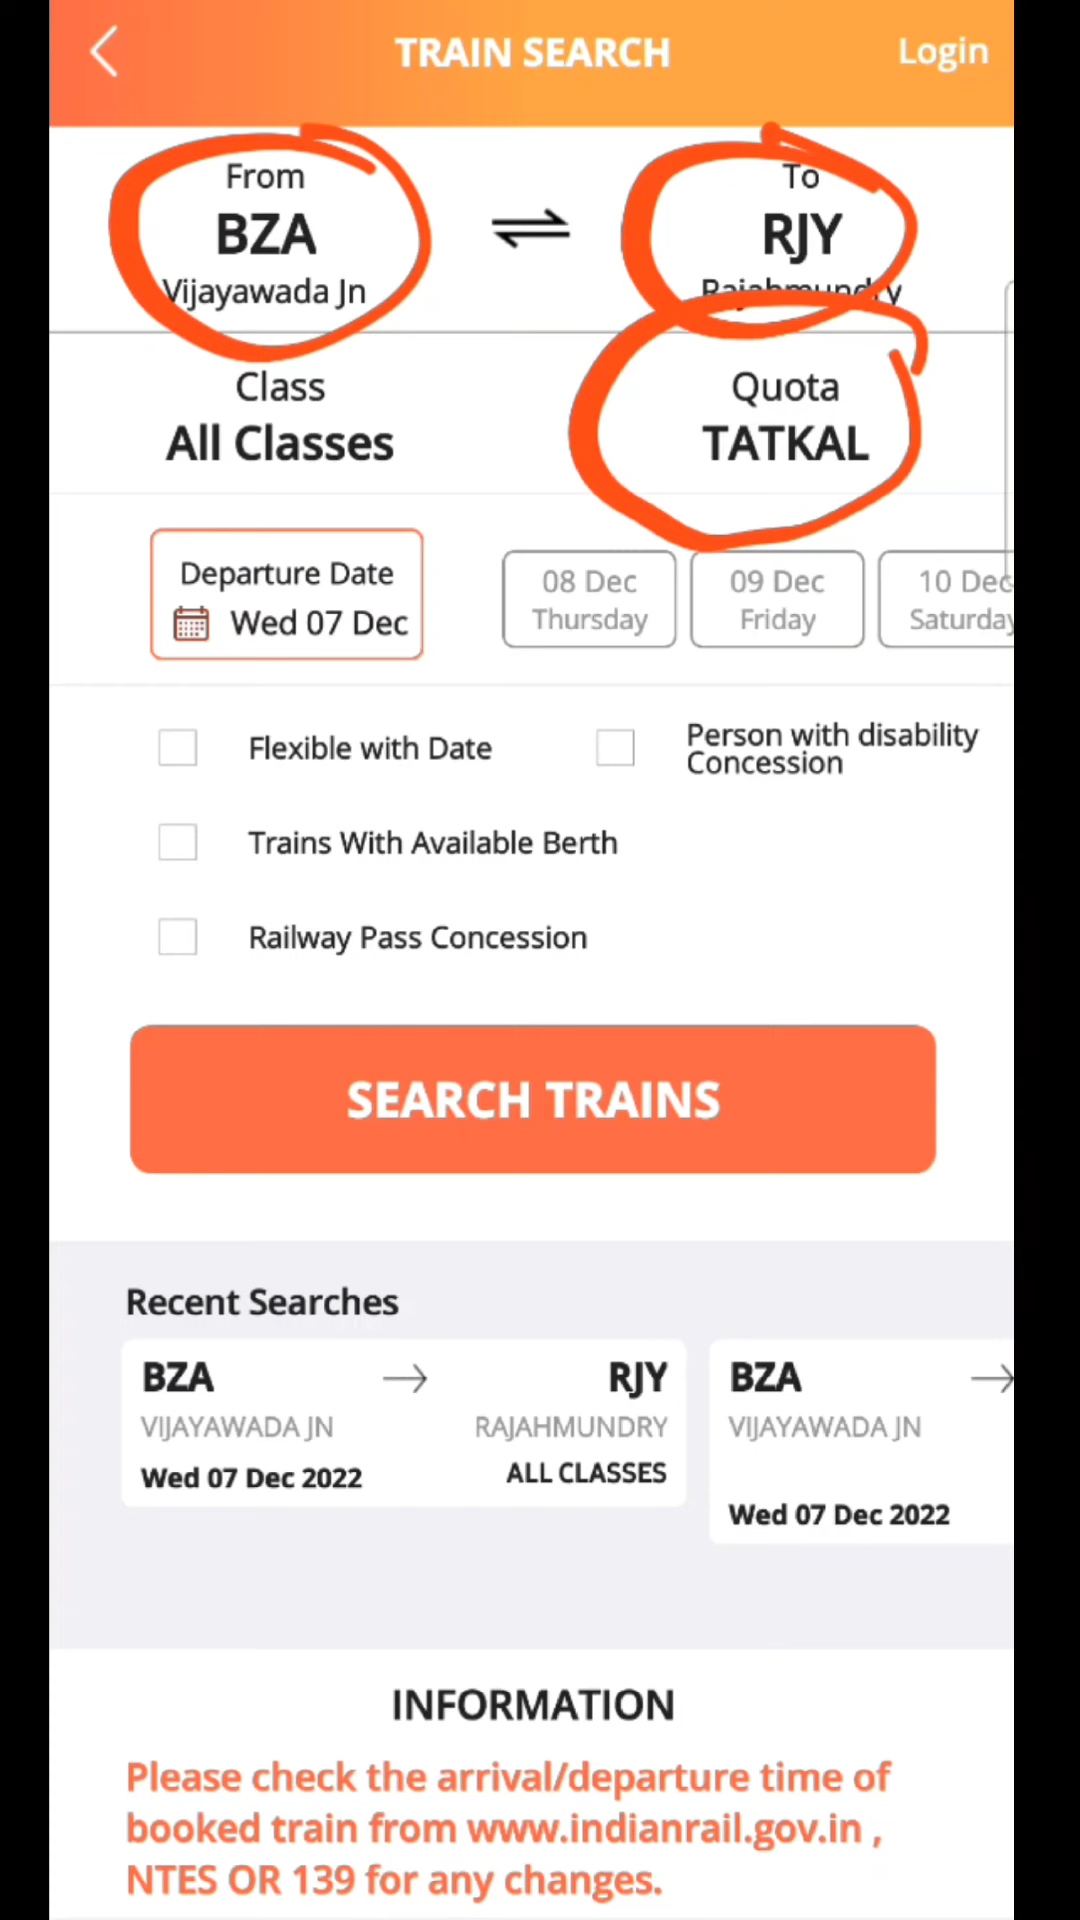 TRAIN SEARCH
Login
From
BZA
Vijayawada Jn
To
RJY
Rajahmundry
Class
All Classes
Quota
TATKAL
Departure Date
Wed 07 Dec
08 Dec
Thursday
09 Dec
Friday
10 Dec
Saturday
Flexible with Date
Person with disability
Concession
Trains With Available Berth
Railway Pass Concession
SEARCH TRAINS
Recent Searches
BZA
RJY
VIJAYAWADA JN
RAJAHMUNDRY
Wed 07 Dec 2022
ALL CLASSES
BZA
VIJAYAWADA JN
Wed 07 Dec 2022
INFORMATION
Please check the arrival/departure time of
booked train from www.indianrail.gov.in ,
NTES OR 139 for any changes.